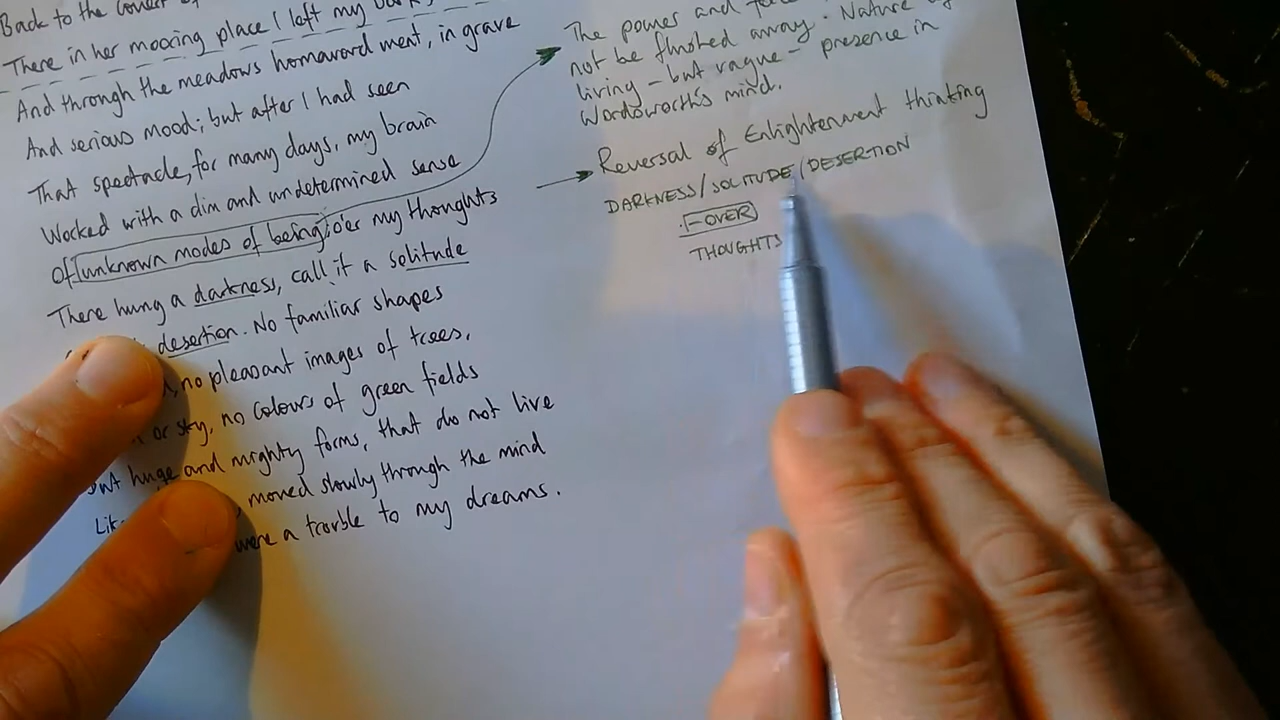 Back to the covert of
There in her mooring place I left my bark
And through the meadows homeward went, in grave
And serious mood; but after I had seen
That spectacle, for many days, my brain
Worked with a dim and undetermined sense
Of unknown modes of being; o'er my thoughts
There hung a darkness, call it a solitude
desertion. No familiar shapes
, no pleasant images of trees,
or sky, no colours of green fields
huge and mighty forms, that do not live
moved slowly through the mind
were a trouble to my dreams.
The power and
not be flushed away. Nature
living - but vague - presence in
Wordsworth's mind.
Reversal of Enlightenment thinking
DARKNESS/SOLITUDE/DESERTION
-OVER
THOUGHTS